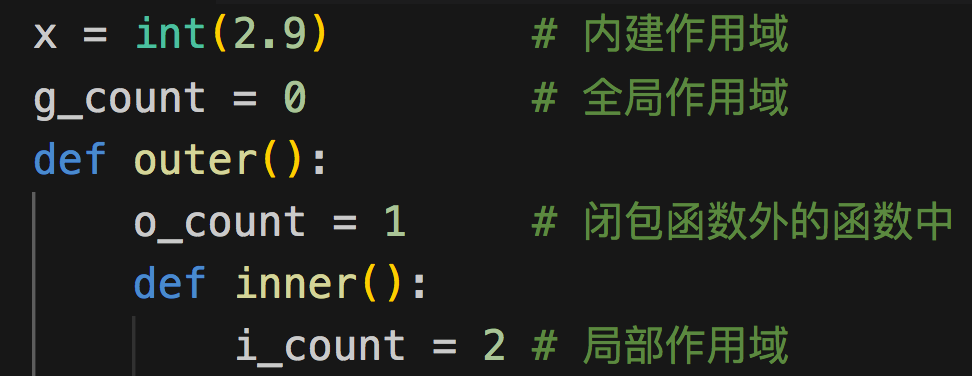 x = int(2.9)            # 内建作用域
g_count = 0             # 全局作用域
def outer():
    o_count = 1         # 闭包函数外的函数中
    def inner():
        i_count = 2 # 局部作用域